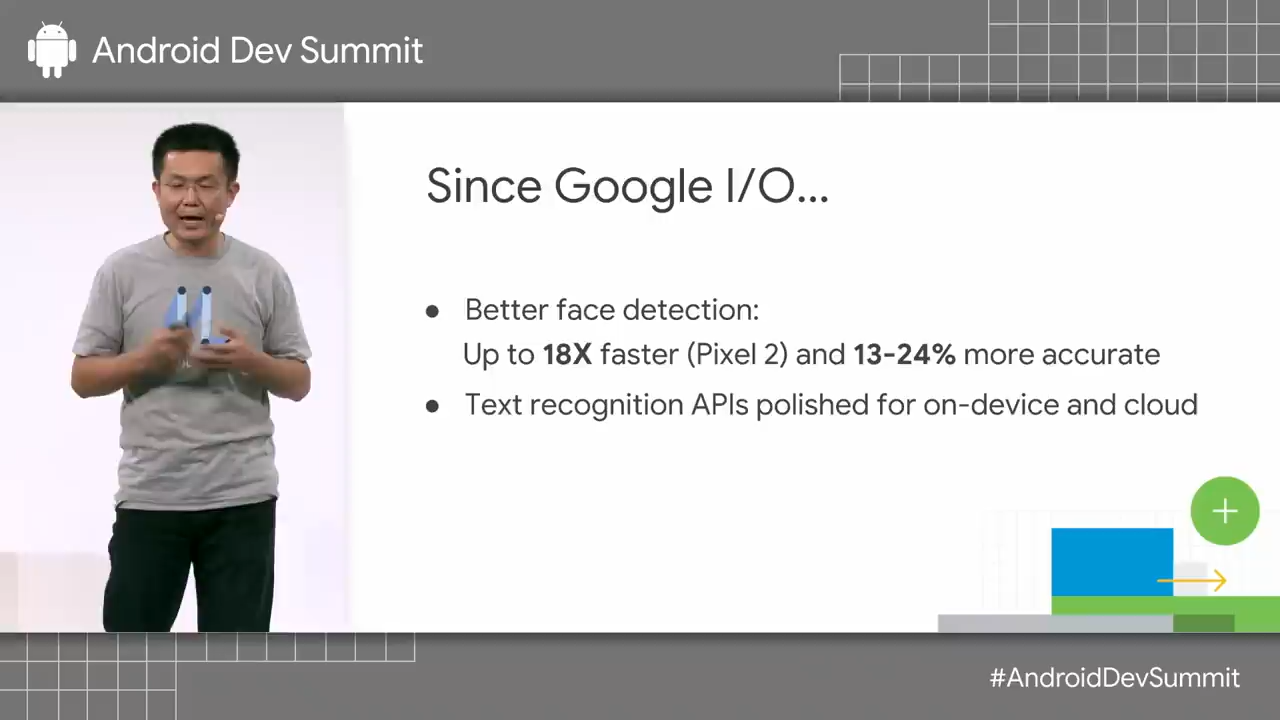 Android Dev Summit
Since Google I/O...
● Better face detection:
Up to 18X faster (Pixel 2) and 13-24% more accurate
● Text recognition APIs polished for on-device and cloud
#AndroidDevSummit